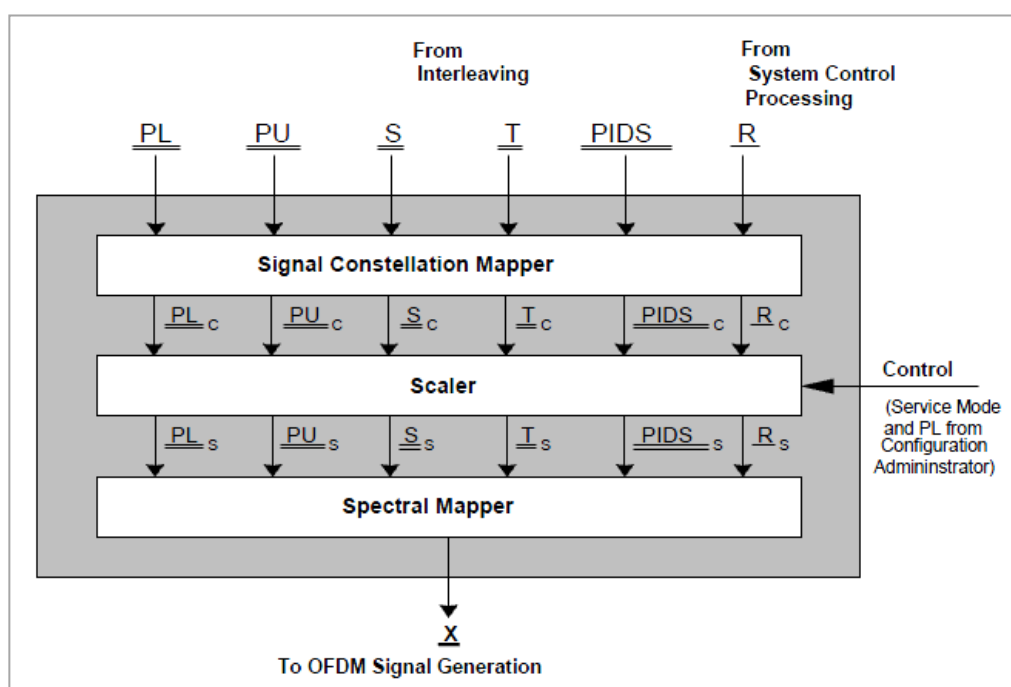 From
Interleaving
From
System Control
Processing
PL PU S T PIDS R
Signal Constellation Mapper
PL C PU C S C T C PIDS C R C
Scaler
Control
(Service Mode
and PL from
Configuration
Admininstrator)
PL S PU S S S T S PIDS S R S
Spectral Mapper
X
To OFDM Signal Generation